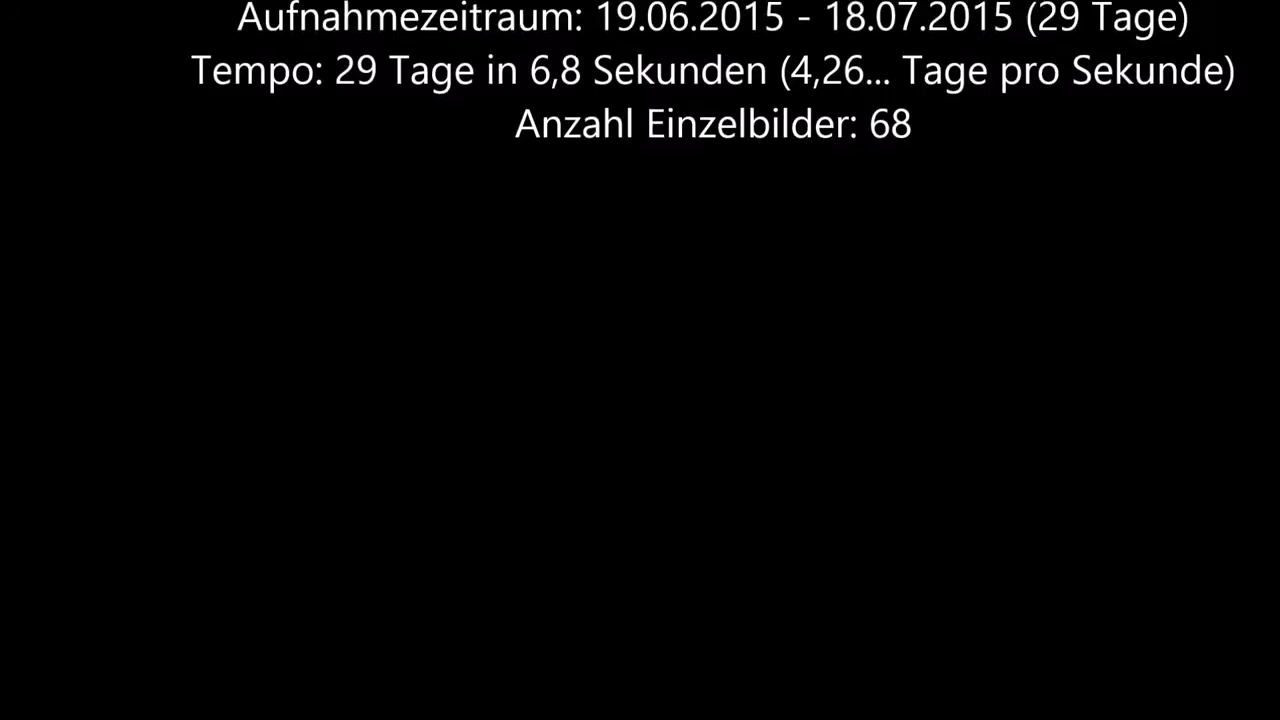 Aufnahmezeitraum: 19.06.2015 - 18.07.2015 (29 Tage)
Tempo: 29 Tage in 6,8 Sekunden (4,26... Tage pro Sekunde)
Anzahl Einzelbilder: 68